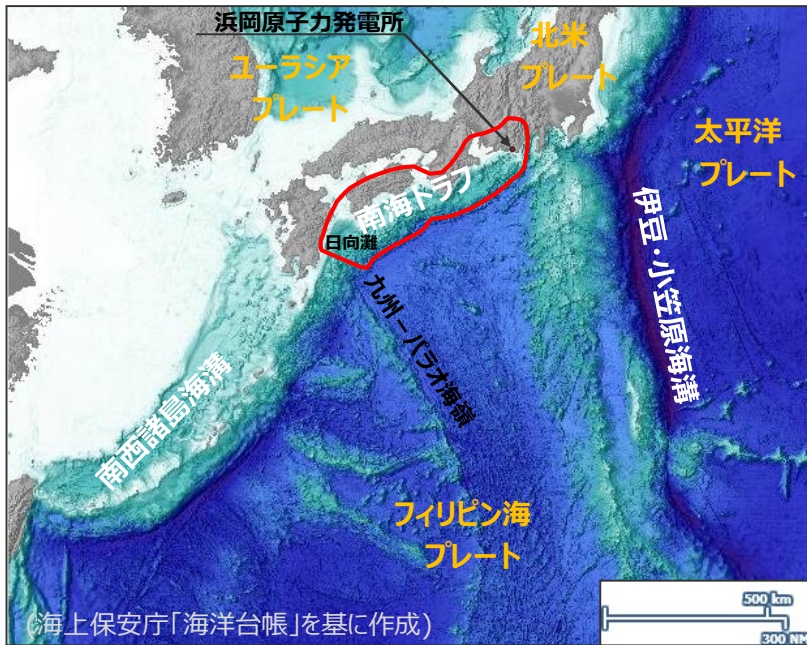 浜岡原子力発電所
北米
プレート
ユーラシア
プレート
太平洋
プレート
南海トラフ
日向灘
伊豆・小笠原海溝
九州－パラオ海嶺
南西諸島海溝
フィリピン海
プレート
(海上保安庁「海洋台帳」を基に作成)
500 km
300 NM